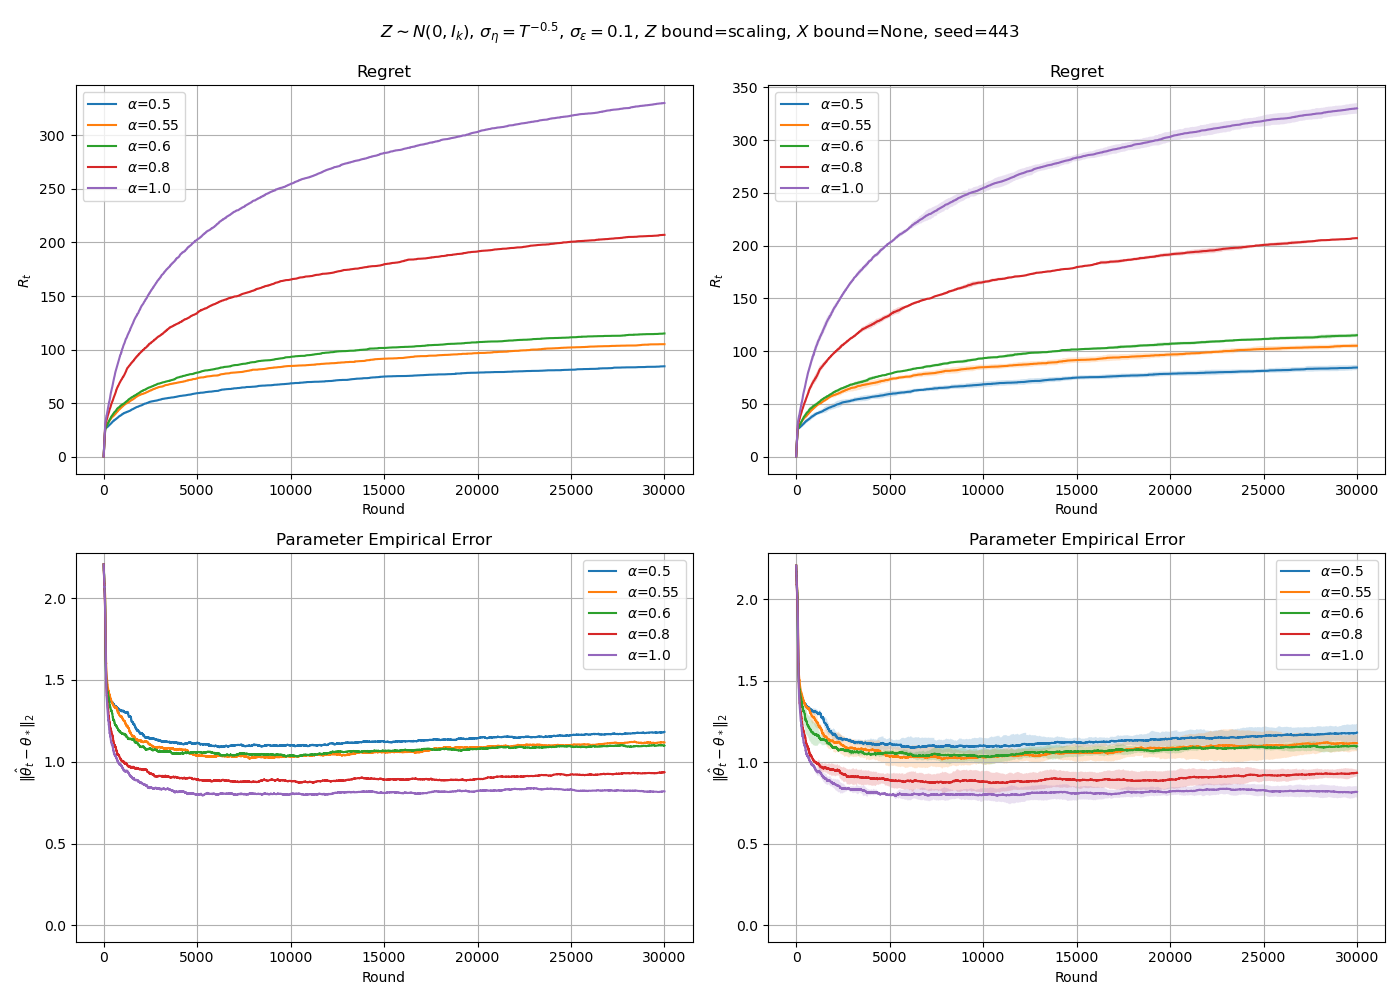 Z ∼ N(0, I_k), σ_η = T^{−0.5}, σ_ε = 0.1, Z bound=scaling, X bound=None, seed=443
Regret
R_t
300
250
200
150
100
50
0
α=0.5
α=0.55
α=0.6
α=0.8
α=1.0
0 5000 10000 15000 20000 25000 30000
Round
Regret
R_t
350
300
250
200
150
100
50
0
α=0.5
α=0.55
α=0.6
α=0.8
α=1.0
0 5000 10000 15000 20000 25000 30000
Round
Parameter Empirical Error
‖θ̂_t − θ_*‖_2
2.0
1.5
1.0
0.5
0.0
α=0.5
α=0.55
α=0.6
α=0.8
α=1.0
0 5000 10000 15000 20000 25000 30000
Round
Parameter Empirical Error
‖θ̂_t − θ_*‖_2
2.0
1.5
1.0
0.5
0.0
α=0.5
α=0.55
α=0.6
α=0.8
α=1.0
0 5000 10000 15000 20000 25000 30000
Round